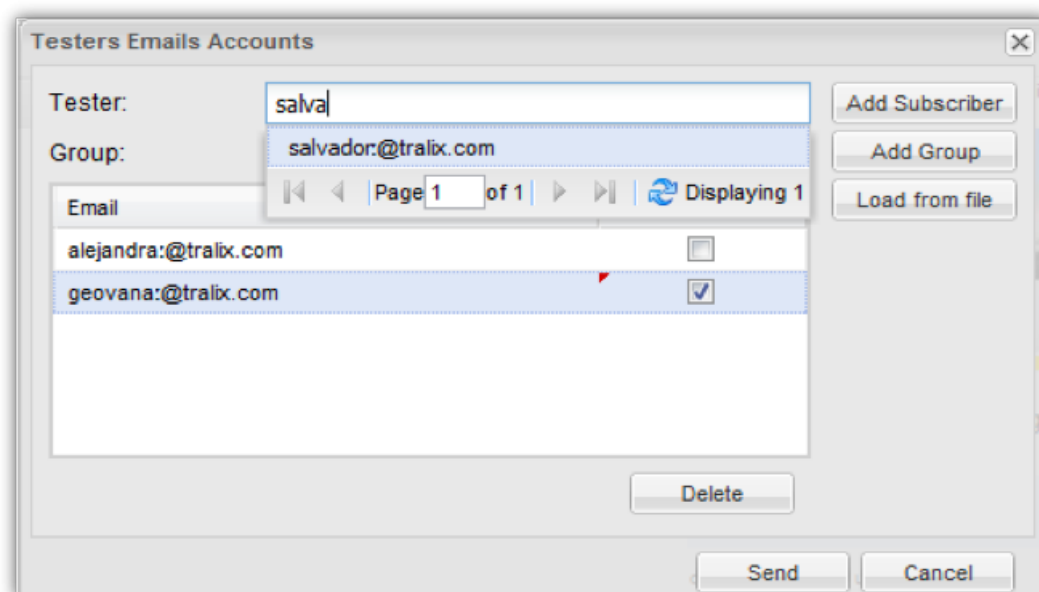 Testers Emails Accounts
Tester: salva Add Subscriber
salvador:@tralix.com
Group: Add Group
Page 1 of 1 Displaying 1
Load from file
Email
alejandra:@tralix.com
geovana:@tralix.com
Delete
Send Cancel